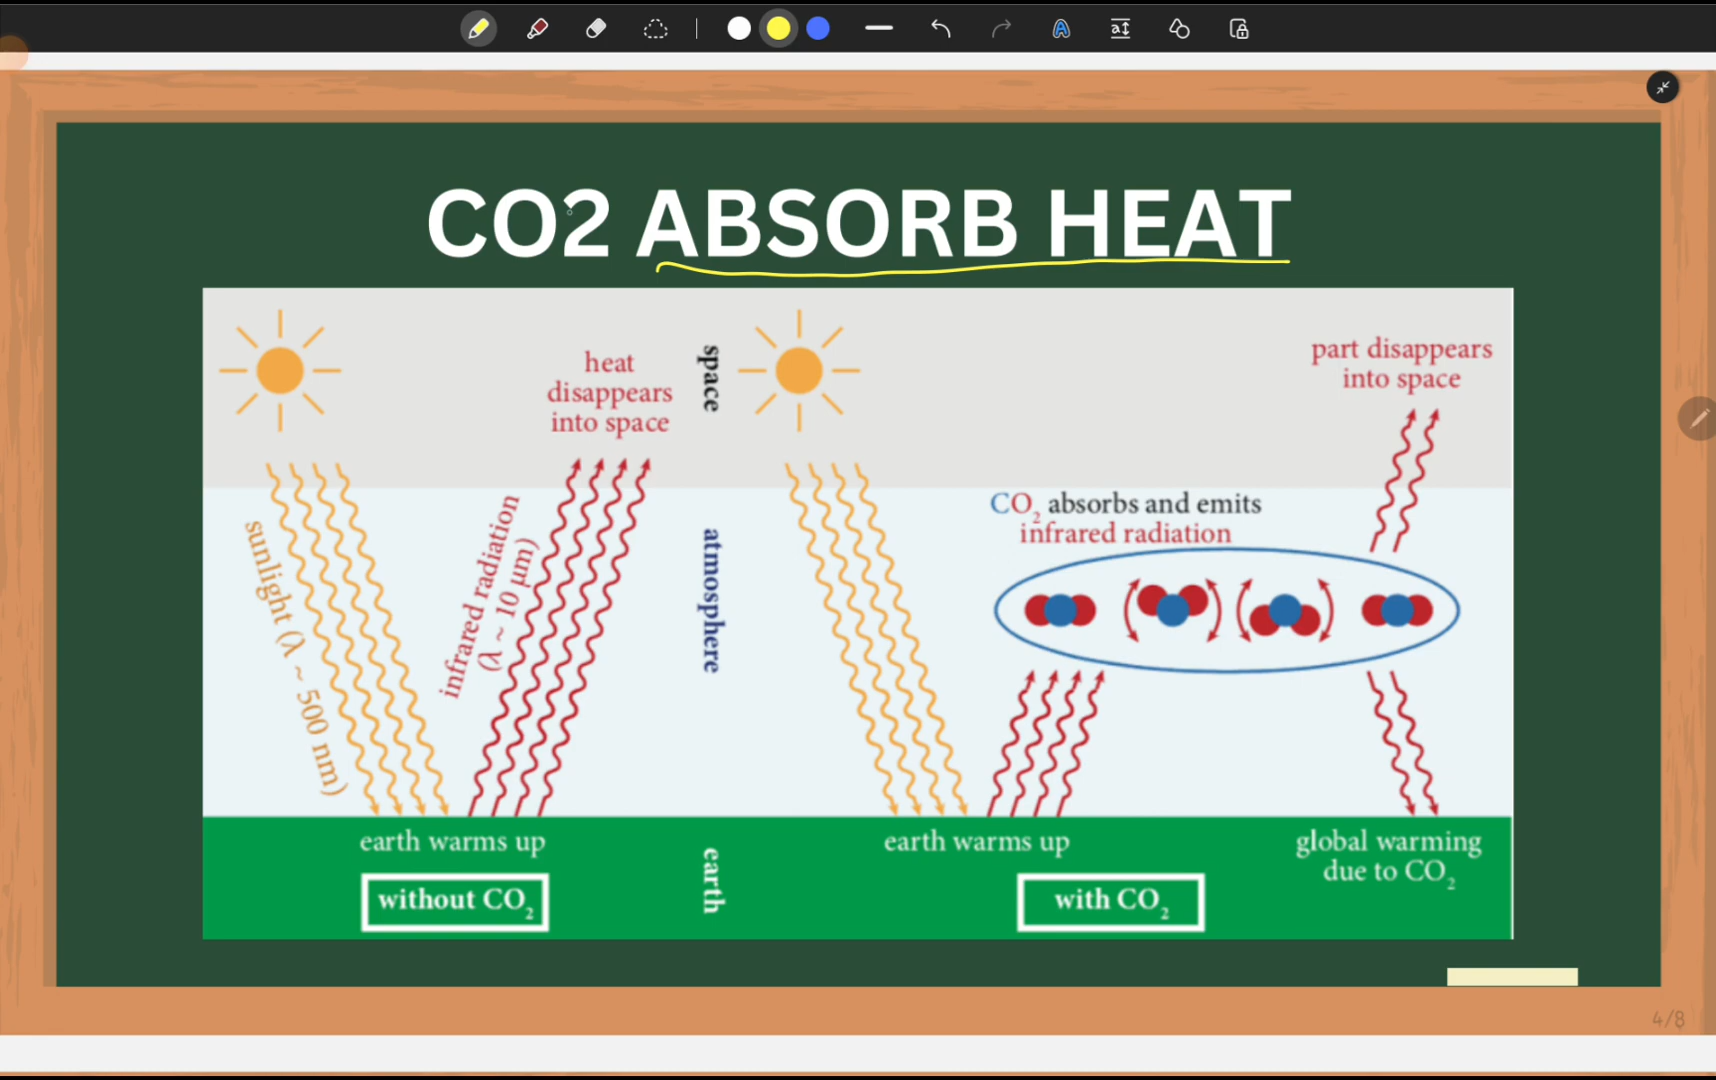 CO2 ABSORB HEAT
heat
disappears
into space
space
part disappears
into space
sunlight (λ ~ 500 nm)
infrared radiation
(λ ~ 10 μm)
atmosphere
CO₂ absorbs and emits
infrared radiation
earth warms up
without CO₂
earth
earth warms up
with CO₂
global warming
due to CO₂
4/8